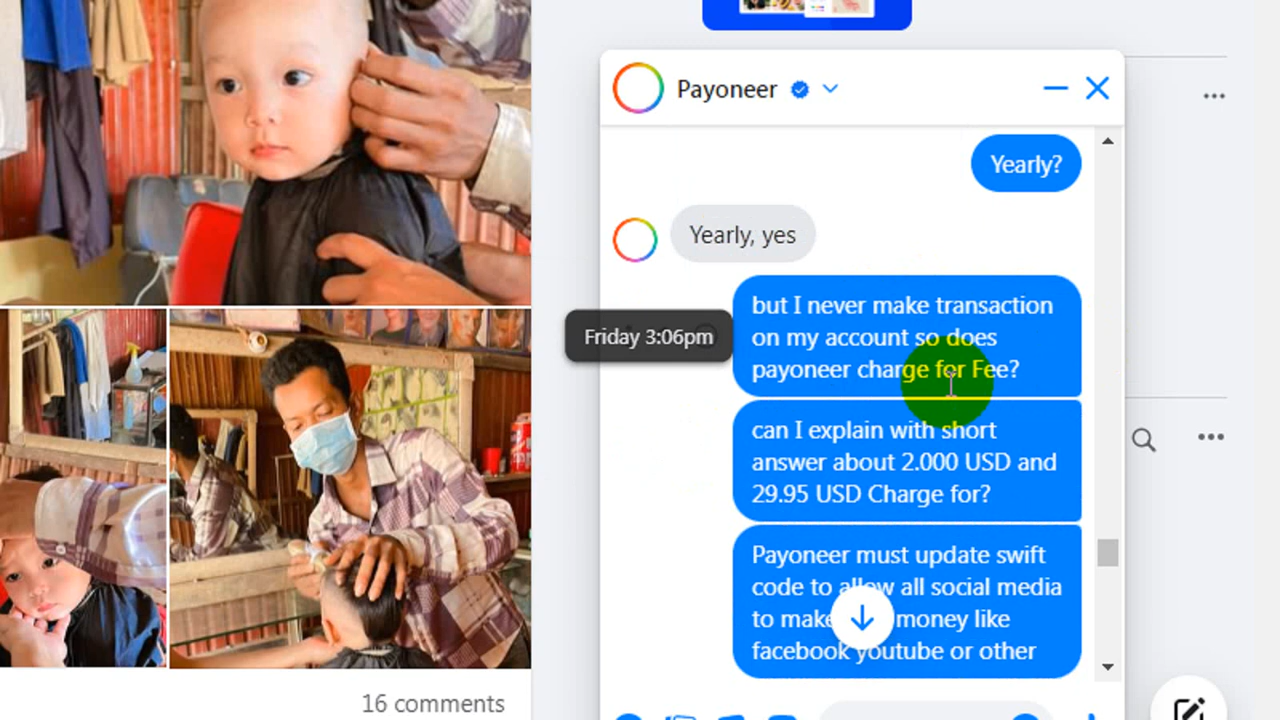 Payoneer
Yearly?
Yearly, yes
but I never make transaction
on my account so does
payoneer charge for Fee?
Friday 3:06pm
can I explain with short
answer about 2.000 USD and
29.95 USD Charge for?
Payoneer must update swift
code to allow all social media
to make money like
facebook youtube or other
16 comments